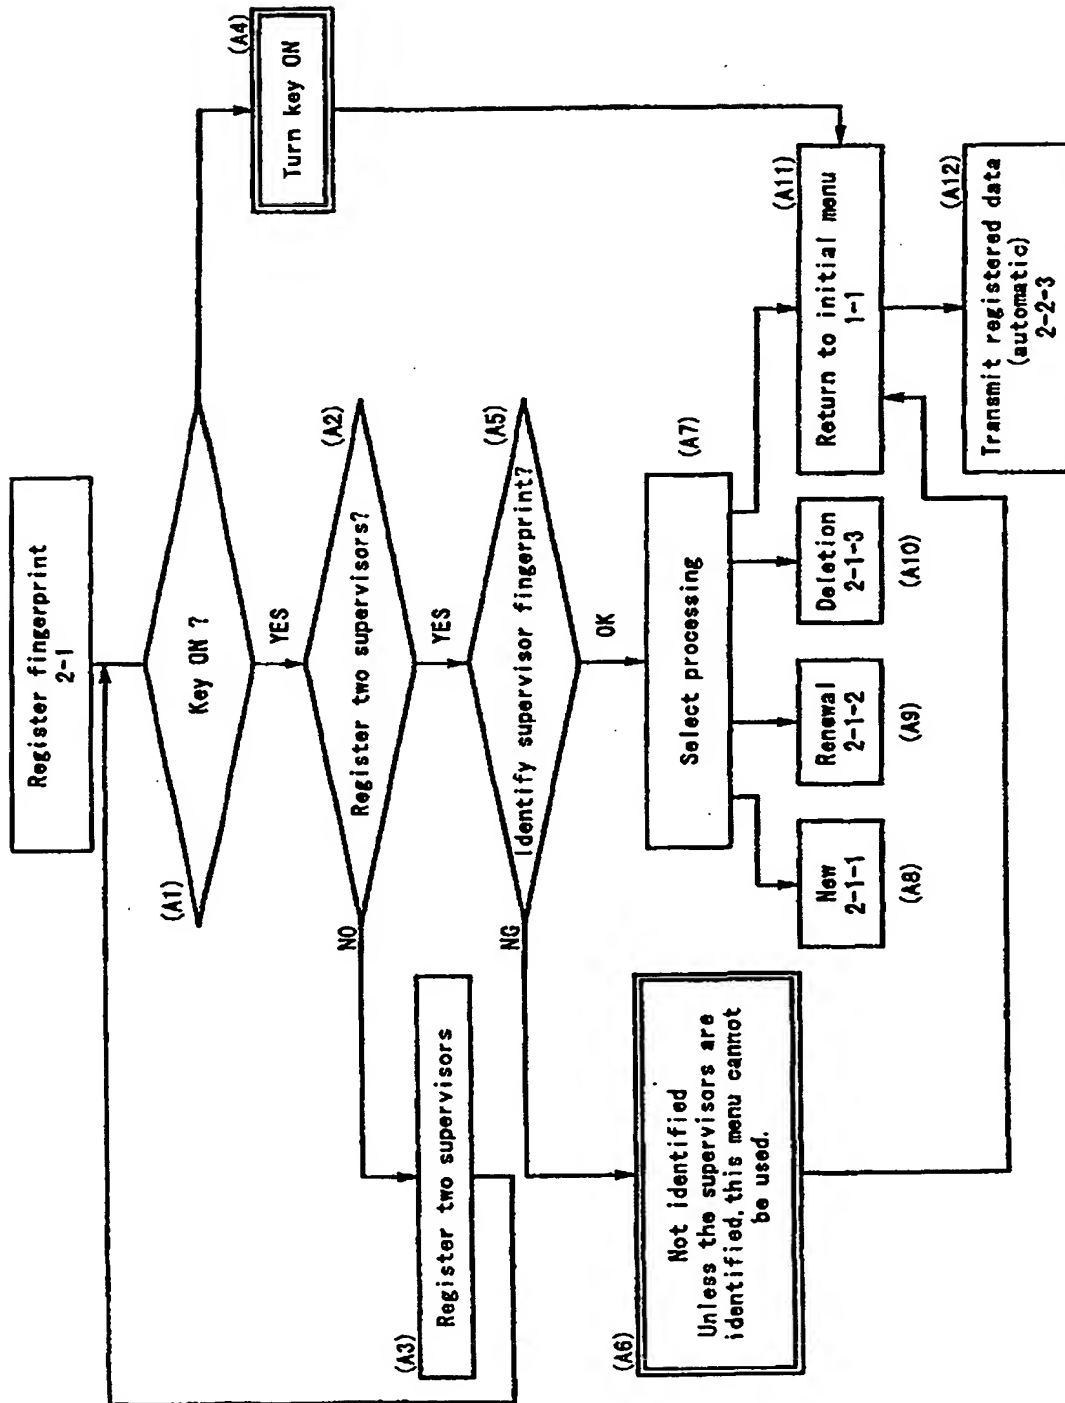 Register fingerprint
2-1
(A1)
Key ON ?
YES
(A4)
Turn key ON
(A2)
Register two supervisors?
NO
YES
(A3)
Register two supervisors
(A5)
Identify supervisor fingerprint?
NG
OK
(A6)
Not identified
Unless the supervisors are
identified, this menu cannot
be used.
(A7)
Select processing
New
2-1-1
(A8)
Renewal
2-1-2
(A9)
Deletion
2-1-3
(A10)
(A11)
Return to initial menu
1-1
(A12)
Transmit registered data
(automatic)
2-2-3